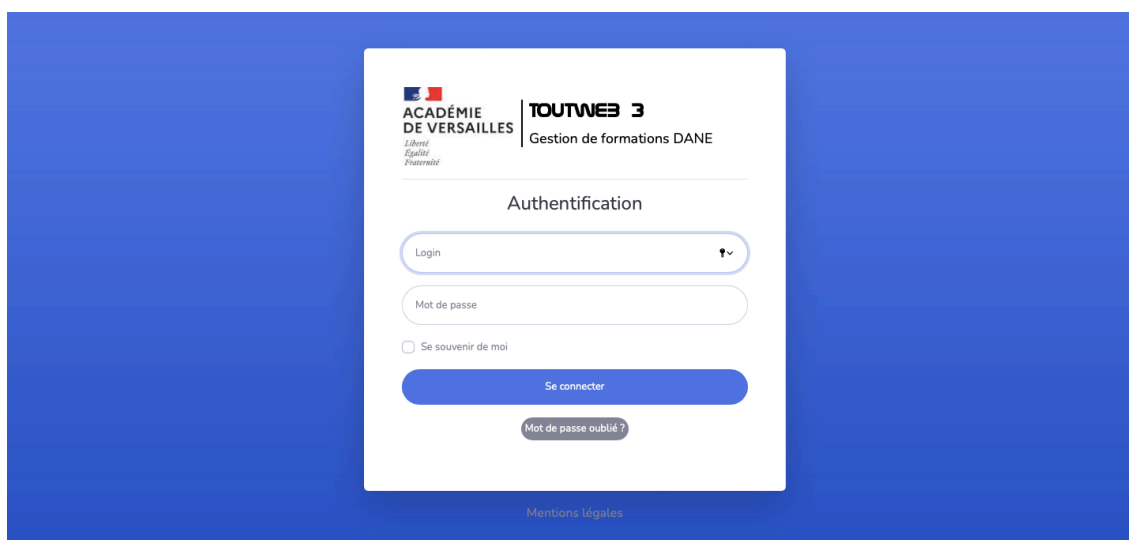 ACADÉMIE
DE VERSAILLES
Liberté
Égalité
Fraternité
TOUTWEB 3
Gestion de formations DANE
Authentification
Login
Mot de passe
Se souvenir de moi
Se connecter
Mot de passe oublié ?
Mentions légales